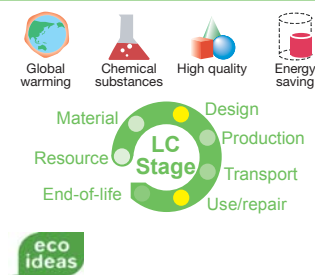 Global
warming
Chemical
substances
High quality
Energy
saving
Material
Resource
End-of-life
LC
Stage
Design
Production
Transport
Use/repair
eco
ideas